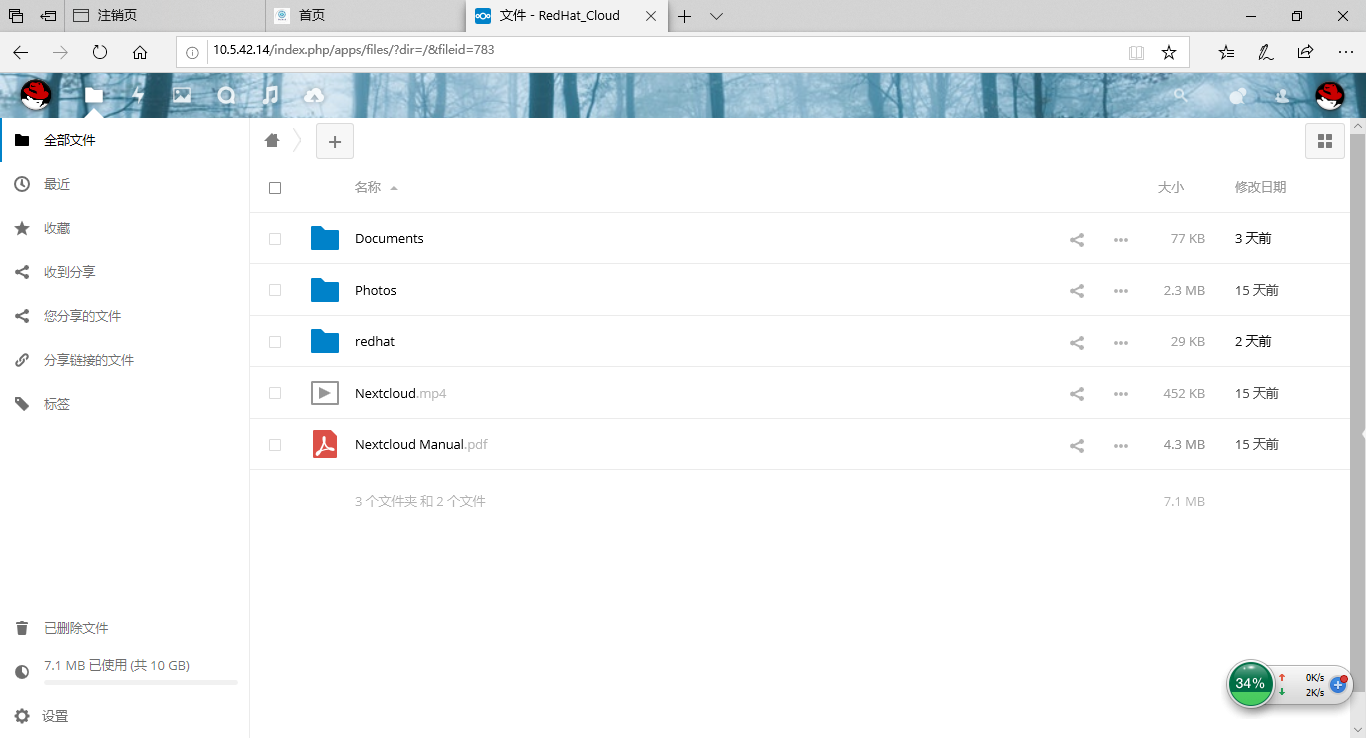 注销页
首页
文件 - RedHat_Cloud
10.5.42.14/index.php/apps/files/?dir=/&fileid=783
全部文件
最近
收藏
收到分享
您分享的文件
分享链接的文件
标签
已删除文件
7.1 MB 已使用 (共 10 GB)
设置
名称 大小 修改日期
Documents 77 KB 3 天前
Photos 2.3 MB 15 天前
redhat 29 KB 2 天前
Nextcloud.mp4 452 KB 15 天前
Nextcloud Manual.pdf 4.3 MB 15 天前
3 个文件夹 和 2 个文件 7.1 MB
34% 0K/s
2K/s